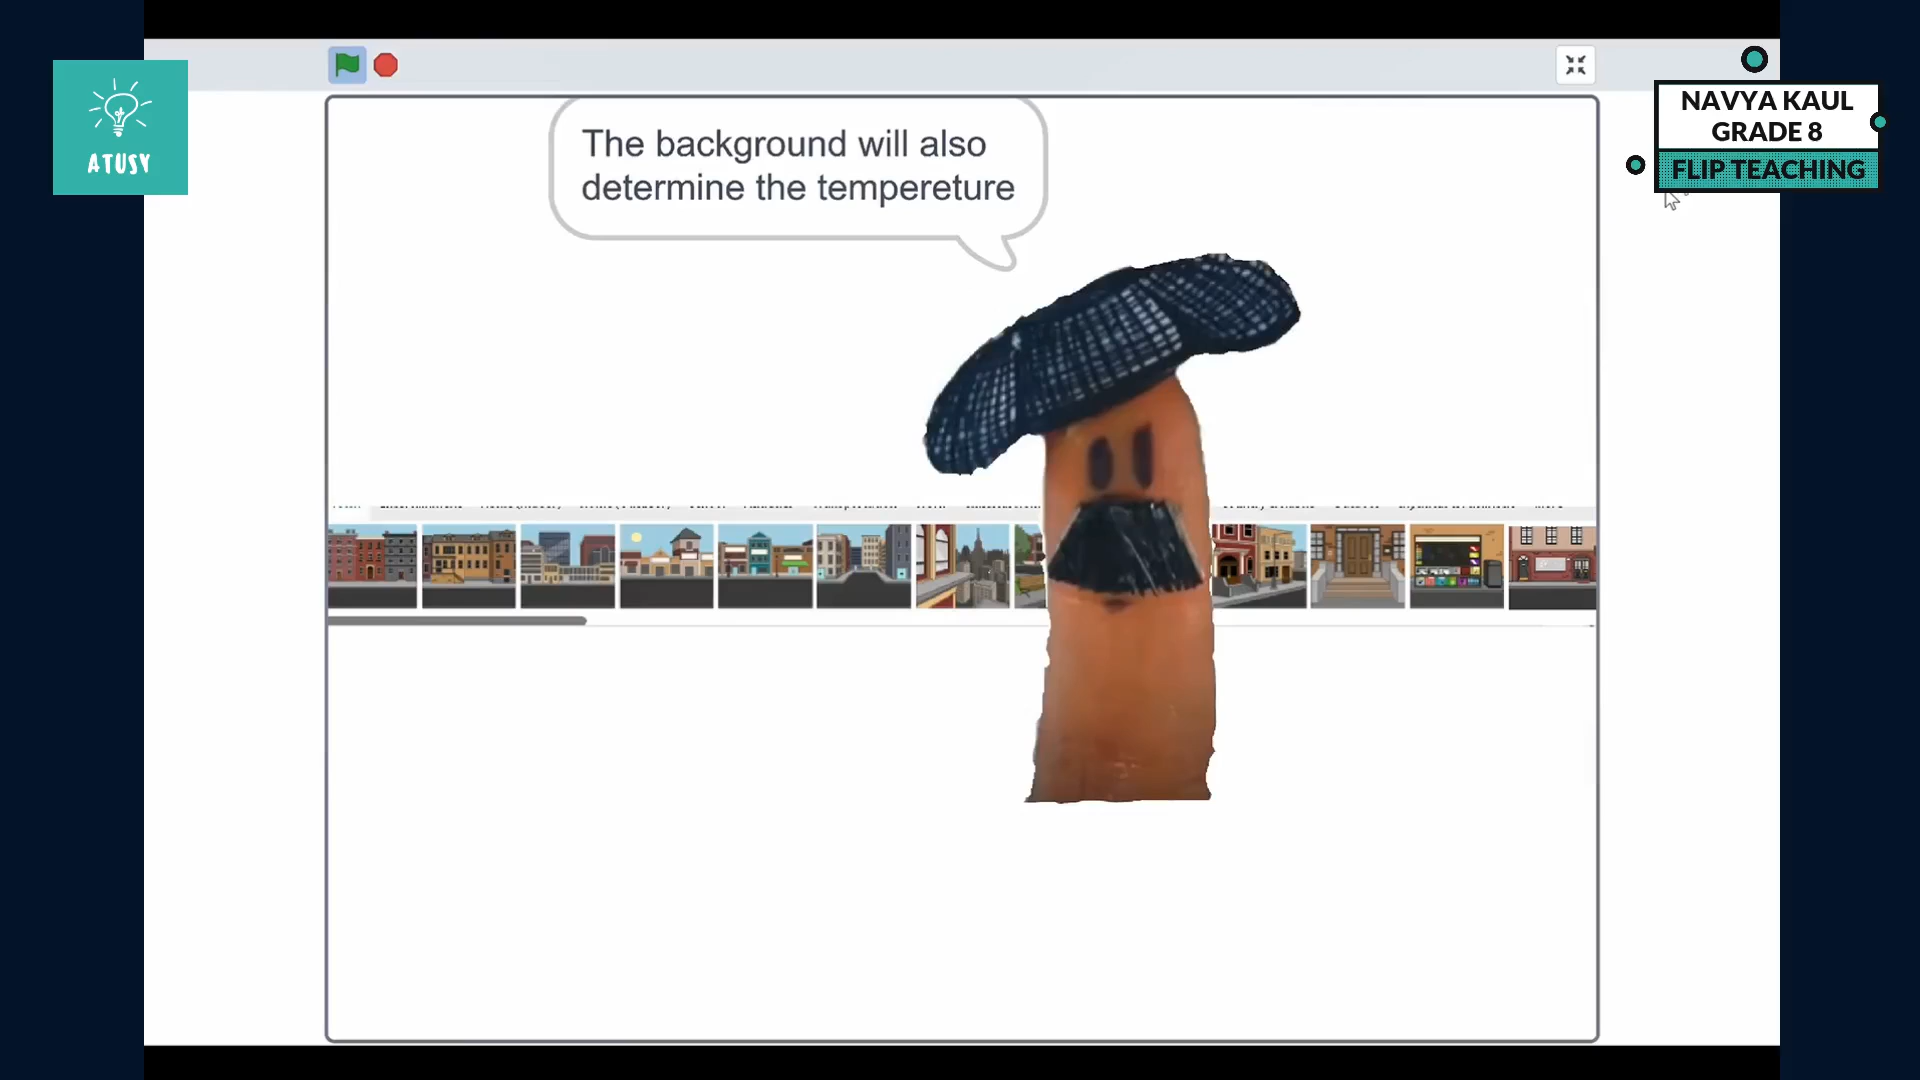 ATUSY
NAVYA KAUL
GRADE 8
FLIP TEACHING
The background will also
determine the tempereture